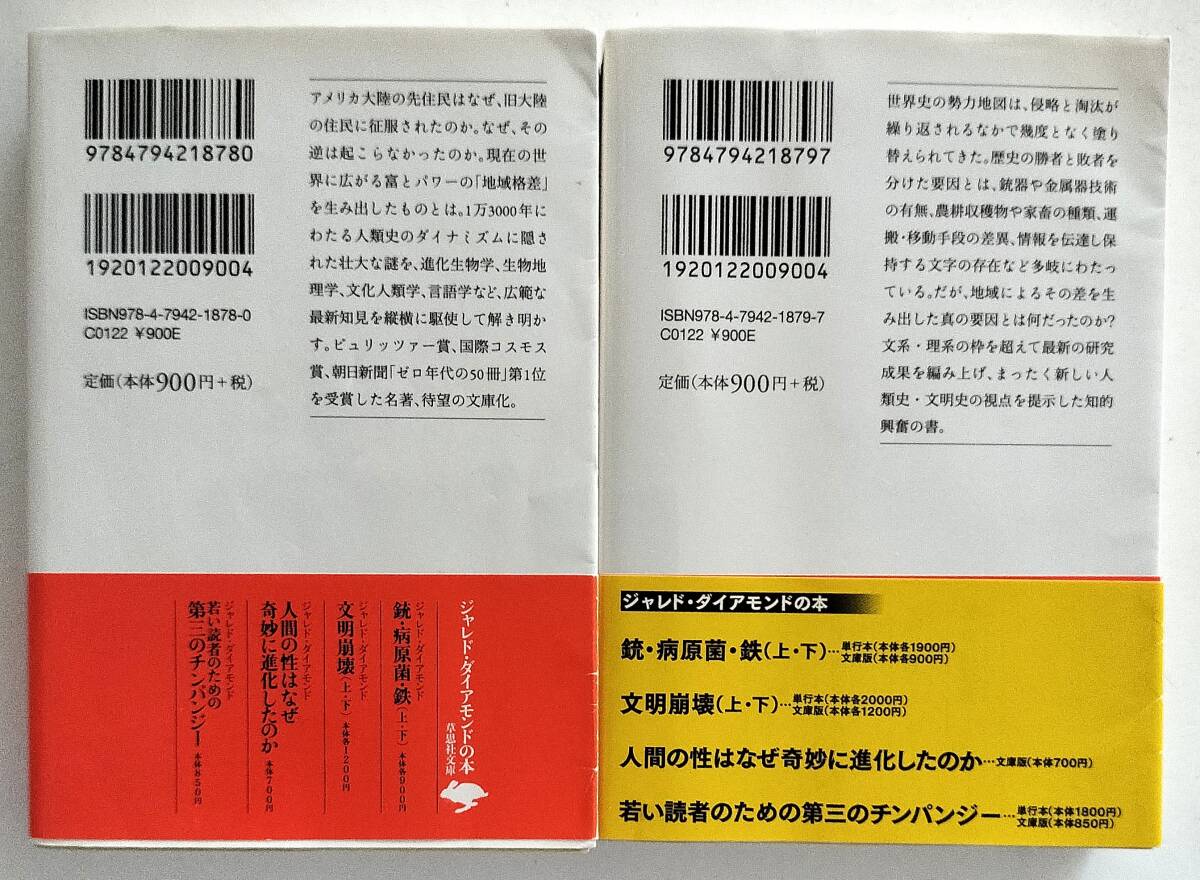 9784794218780
1920122009004
ISBN978-4-7942-1878-0
C0122 ¥900E
定価(本体900円+税)
アメリカ大陸の先住民はなぜ、旧大陸
の住民に征服されたのか。なぜ、その
逆は起こらなかったのか。現在の世
界に広がる富とパワーの「地域格差」
を生み出したものとは。1万3000年に
わたる人類史のダイナミズムに隠さ
れた壮大な謎を、進化生物学、生物地
理学、文化人類学、言語学など、広範な
最新知見を縦横に駆使して解き明か
す。ピュリッツァー賞、国際コスモス
賞、朝日新聞「ゼロ年代の50冊」第1位
を受賞した名著、待望の文庫化。
ジャレド・ダイアモンドの本
草思社文庫
ジャレド・ダイアモンド
銃・病原菌・鉄(上・下) 本体各900円
ジャレド・ダイアモンド
文明崩壊(上・下) 本体各1200円
ジャレド・ダイアモンド
人間の性はなぜ
奇妙に進化したのか 本体700円
ジャレド・ダイアモンド
若い読者のための
第三のチンパンジー 本体850円
9784794218797
1920122009004
ISBN978-4-7942-1879-7
C0122 ¥900E
定価(本体900円+税)
世界史の勢力地図は、侵略と淘汰が
繰り返されるなかで幾度となく塗り
替えられてきた。歴史の勝者と敗者を
分けた要因とは、銃器や金属器技術
の有無、農耕収穫物や家畜の種類、運
搬・移動手段の差異、情報を伝達し保
持する文字の存在など多岐にわたっ
ている。だが、地域によるその差を生
み出した真の要因とは何だったのか?
文系・理系の枠を超えて最新の研究
成果を編み上げ、まったく新しい人
類史・文明史の視点を提示した知的
興奮の書。
ジャレド・ダイアモンドの本
銃・病原菌・鉄(上・下)…単行本(本体各1900円)
文庫版(本体各900円)
文明崩壊(上・下)…単行本(本体各2000円)
文庫版(本体各1200円)
人間の性はなぜ奇妙に進化したのか…文庫版(本体700円)
若い読者のための第三のチンパンジー…単行本(本体1800円)
文庫版(本体850円)